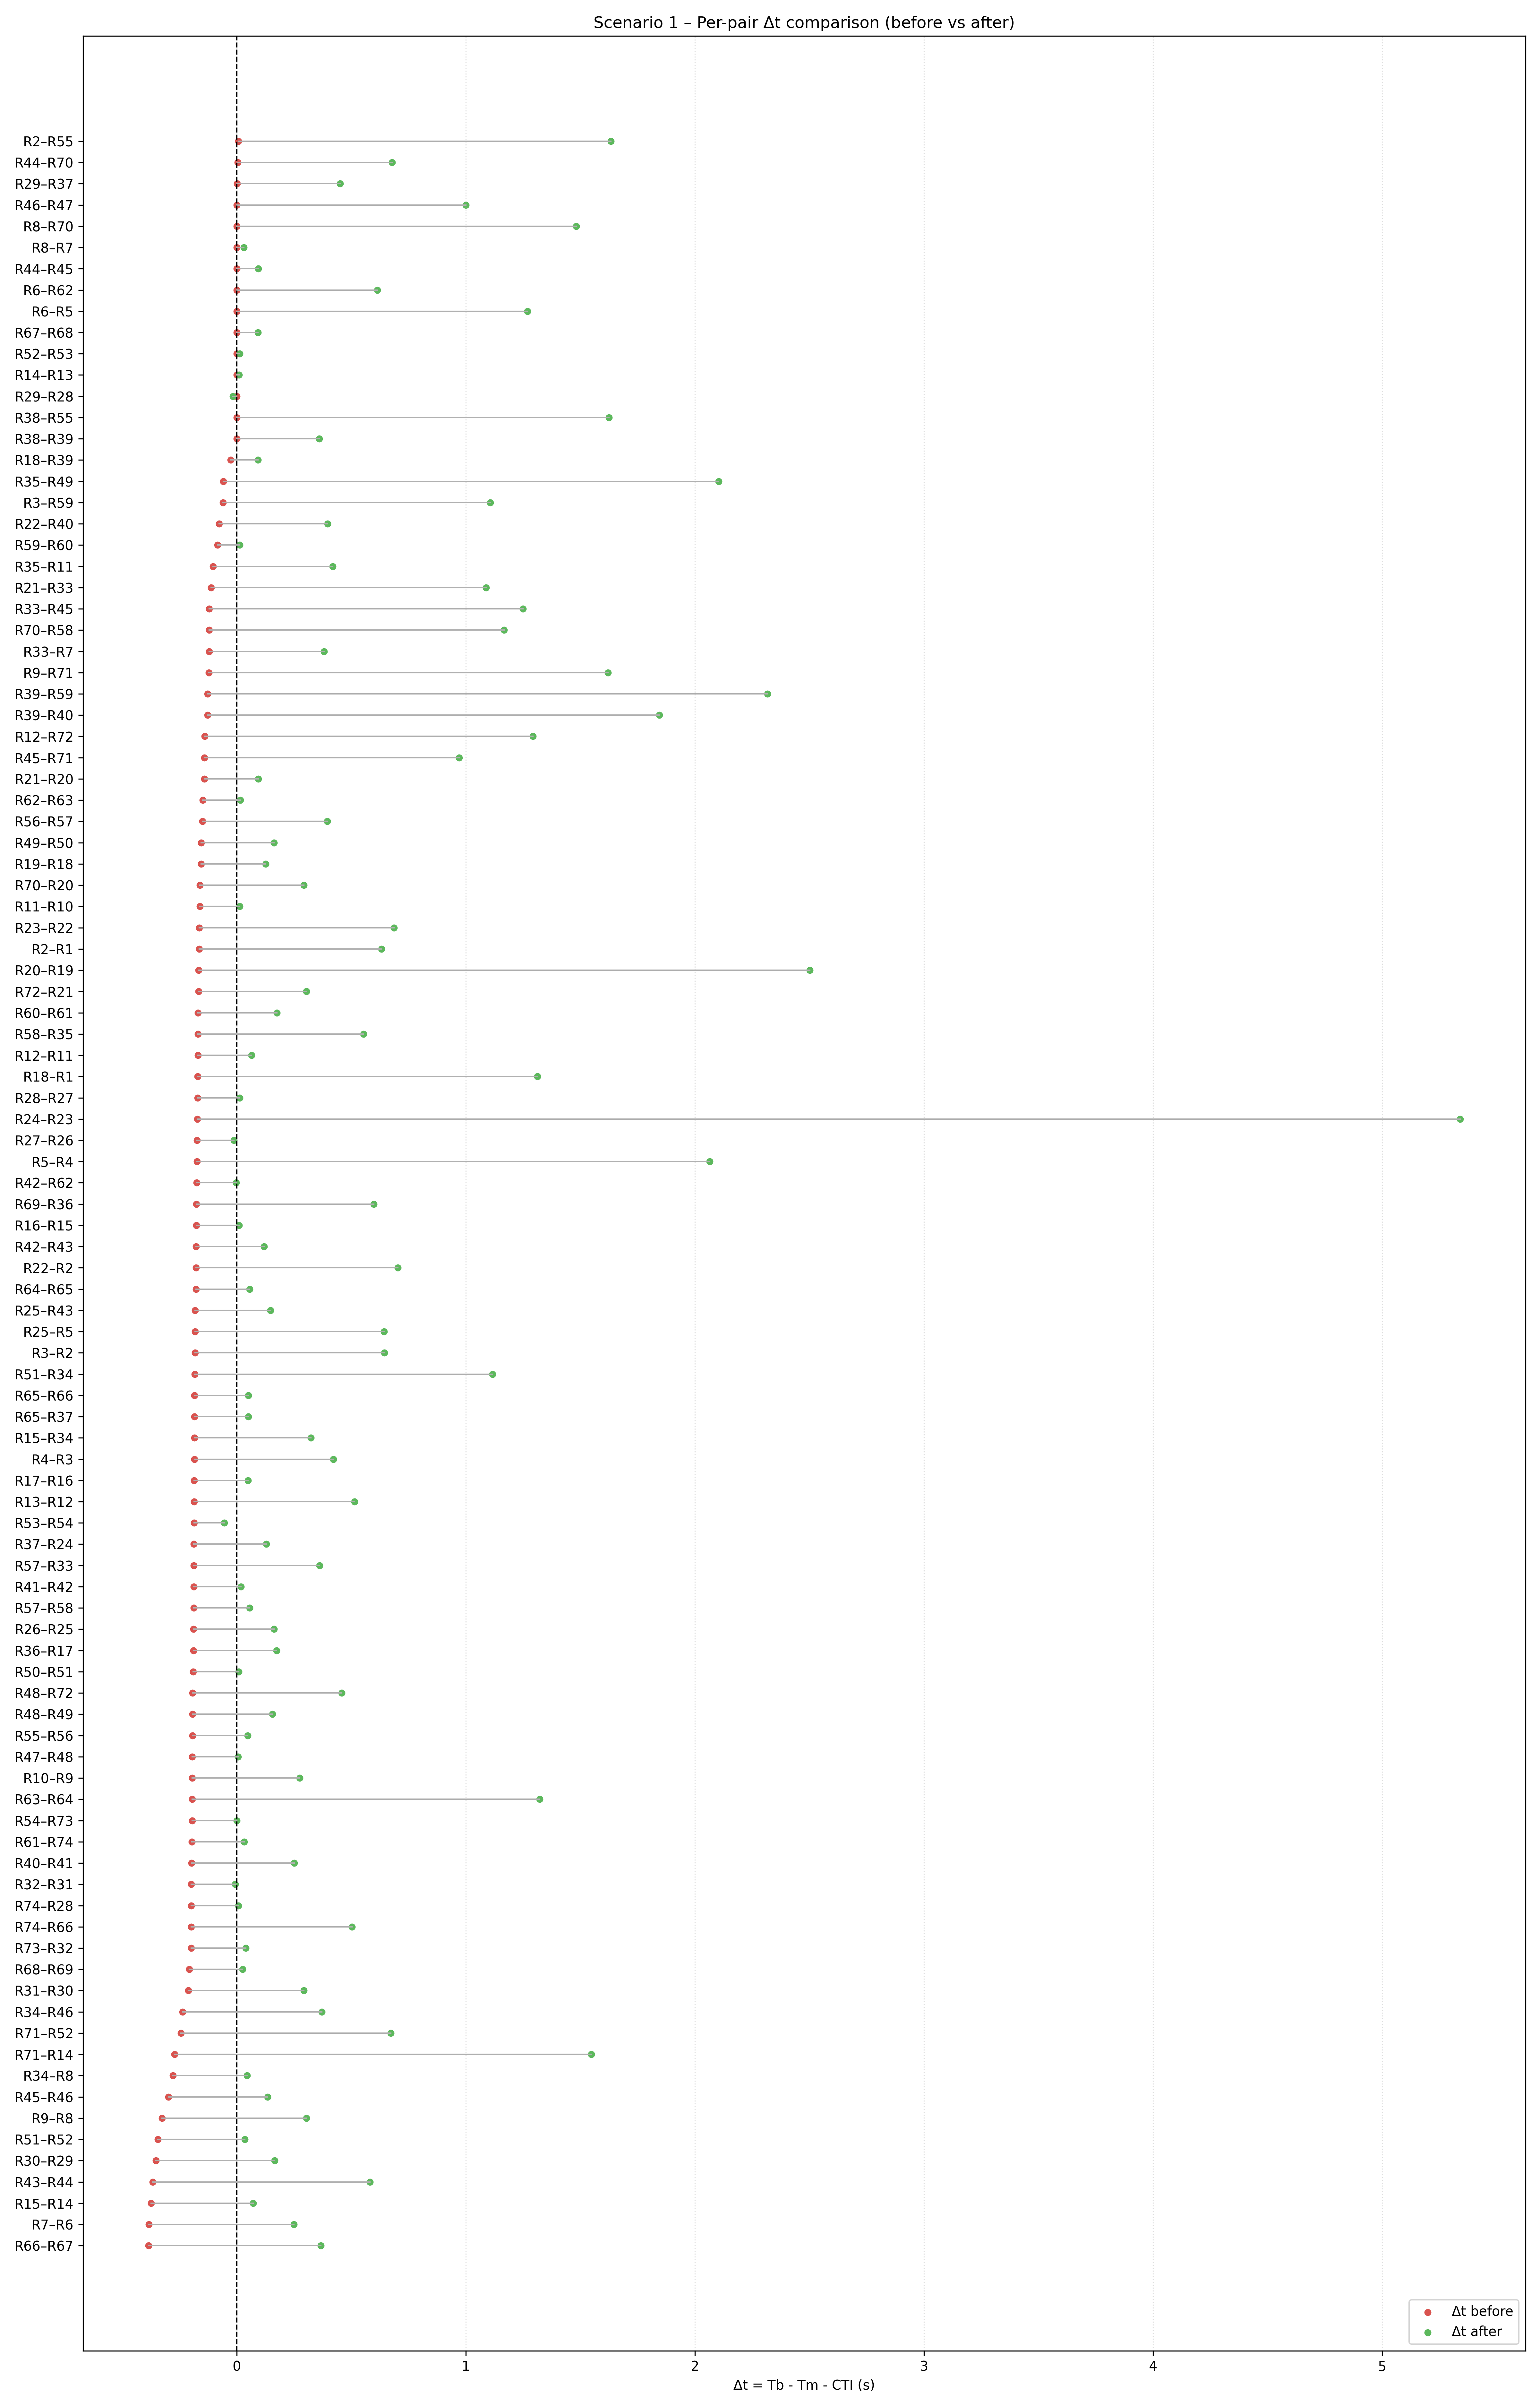 Scenario 1 – Per-pair Δt comparison (before vs after)
R2–R55
R44–R70
R29–R37
R46–R47
R8–R70
R8–R7
R44–R45
R6–R62
R6–R5
R67–R68
R52–R53
R14–R13
R29–R28
R38–R55
R38–R39
R18–R39
R35–R49
R3–R59
R22–R40
R59–R60
R35–R11
R21–R33
R33–R45
R70–R58
R33–R7
R9–R71
R39–R59
R39–R40
R12–R72
R45–R71
R21–R20
R62–R63
R56–R57
R49–R50
R19–R18
R70–R20
R11–R10
R23–R22
R2–R1
R20–R19
R72–R21
R60–R61
R58–R35
R12–R11
R18–R1
R28–R27
R24–R23
R27–R26
R5–R4
R42–R62
R69–R36
R16–R15
R42–R43
R22–R2
R64–R65
R25–R43
R25–R5
R3–R2
R51–R34
R65–R66
R65–R37
R15–R34
R4–R3
R17–R16
R13–R12
R53–R54
R37–R24
R57–R33
R41–R42
R57–R58
R26–R25
R36–R17
R50–R51
R48–R72
R48–R49
R55–R56
R47–R48
R10–R9
R63–R64
R54–R73
R61–R74
R40–R41
R32–R31
R74–R28
R74–R66
R73–R32
R68–R69
R31–R30
R34–R46
R71–R52
R71–R14
R34–R8
R45–R46
R9–R8
R51–R52
R30–R29
R43–R44
R15–R14
R7–R6
R66–R67
Δt before
Δt after
0 1 2 3 4 5
Δt = Tb - Tm - CTI (s)